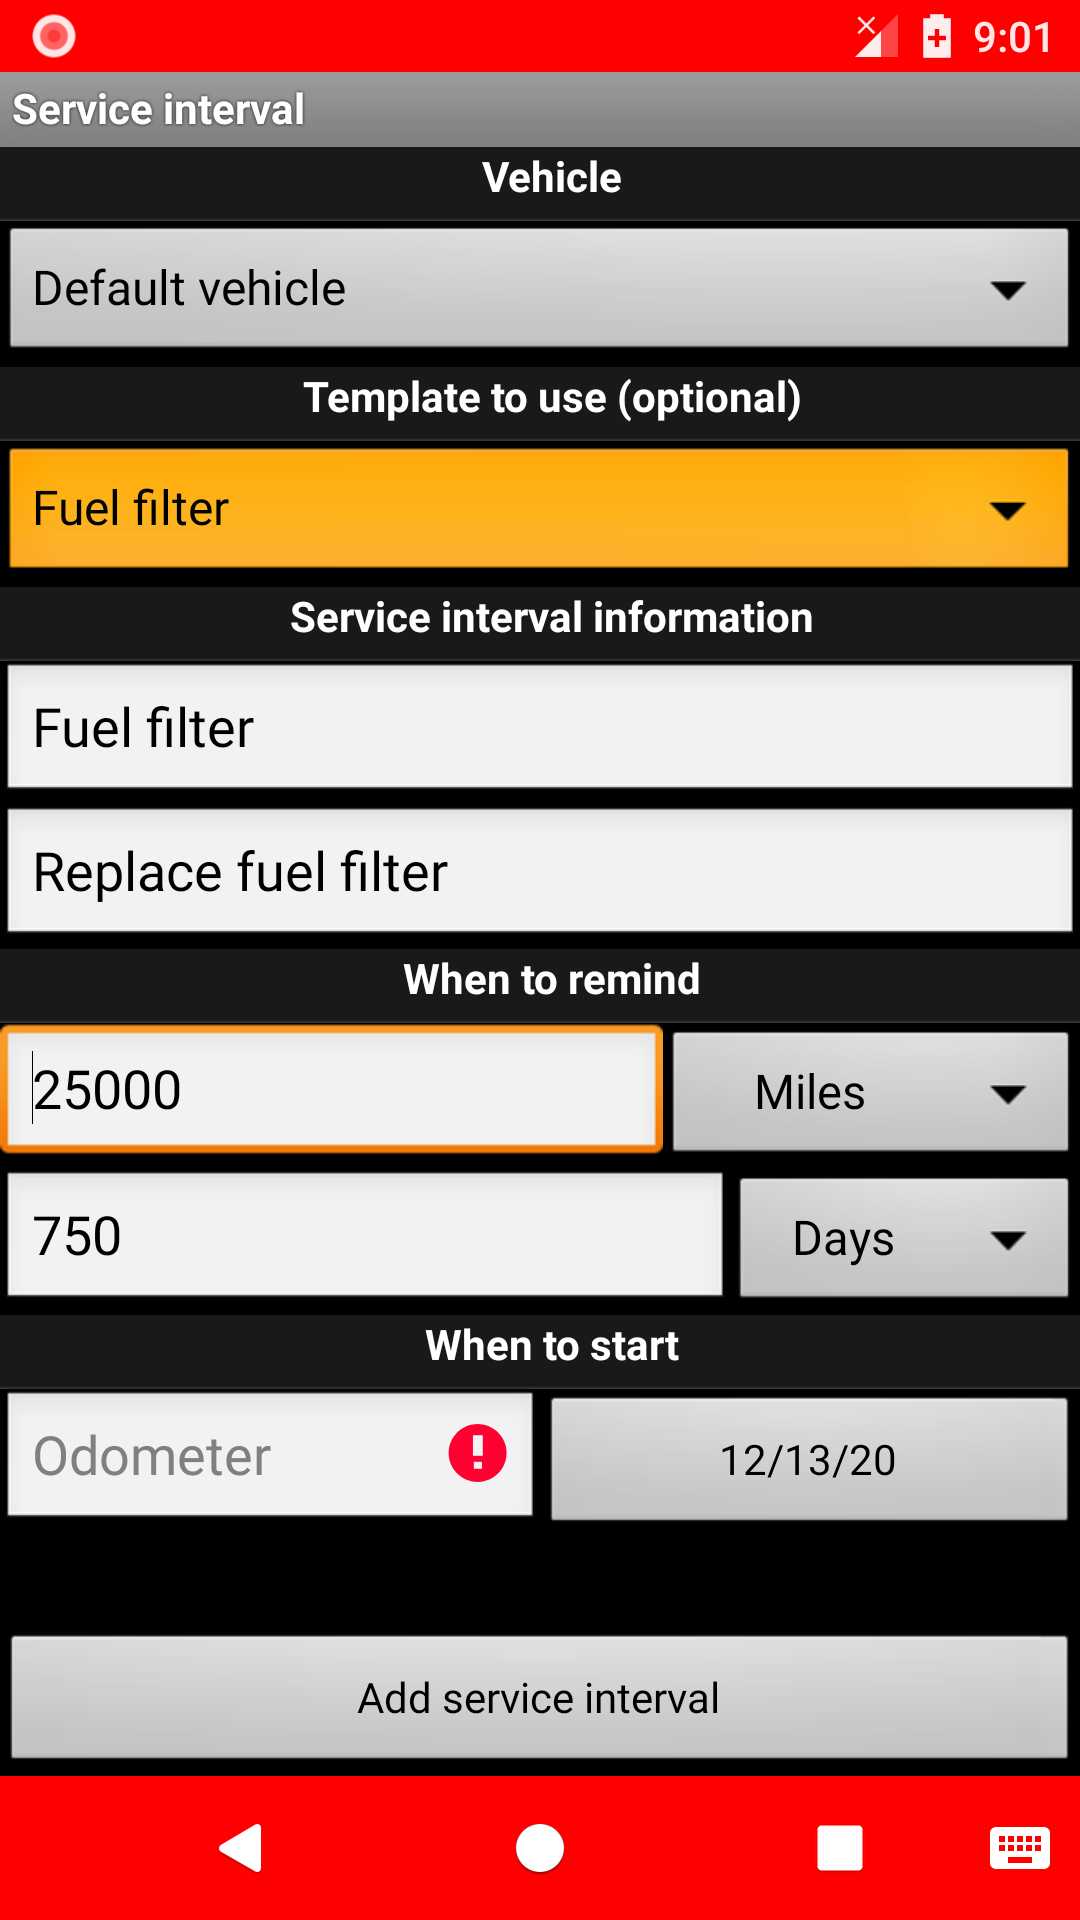 9:01
Service interval
Vehicle
Default vehicle
Template to use (optional)
Fuel filter
Service interval information
Fuel filter
Replace fuel filter
When to remind
25000 Miles
750 Days
When to start
Odometer 12/13/20
Add service interval